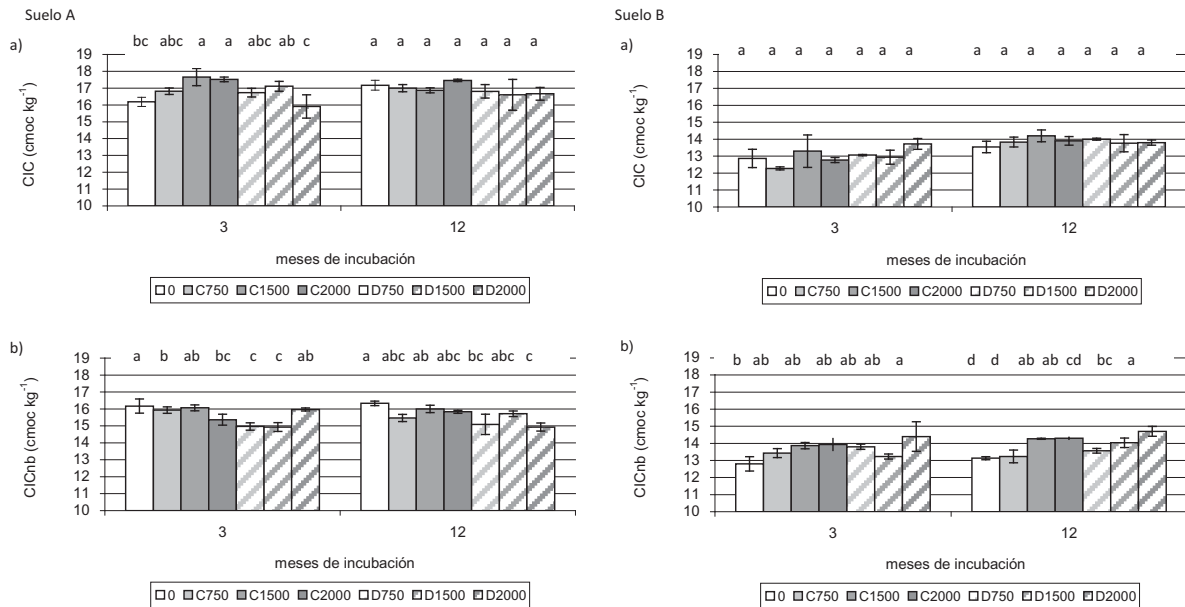 Suelo A
a)
bc abc a a abc ab c a a a a a a a
19
18
17
16
15
14
13
12
11
10
CIC (cmoc kg-1)
3 12
meses de incubación
0 C750 C1500 C2000 D750 D1500 D2000
b)
a b ab bc c c ab a abc ab abc bc abc c
19
18
17
16
15
14
13
12
11
10
CICnb (cmoc kg-1)
3 12
meses de incubación
0 C750 C1500 C2000 D750 D1500 D2000
Suelo B
a)
a a a a a a a a a a a a a a
19
18
17
16
15
14
13
12
11
10
CIC (cmoc kg-1)
3 12
meses de incubación
0 C750 C1500 C2000 D750 D1500 D2000
b)
b ab ab ab ab ab a d d ab ab cd bc a
19
18
17
16
15
14
13
12
11
10
CICnb (cmoc kg-1)
3 12
meses de incubación
0 C750 C1500 C2000 D750 D1500 D2000